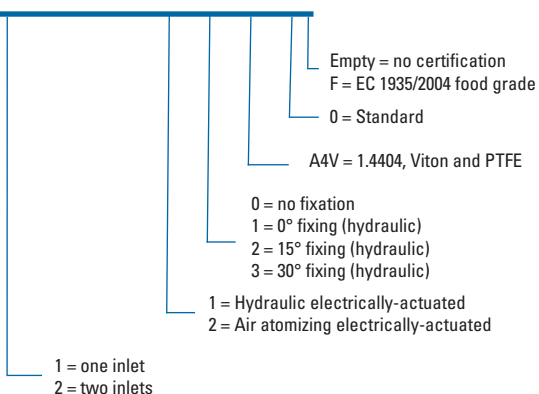 Empty = no certification
F = EC 1935/2004 food grade
0 = Standard
A4V = 1.4404, Viton and PTFE
0 = no fixation
1 = 0° fixing (hydraulic)
2 = 15° fixing (hydraulic)
3 = 30° fixing (hydraulic)
1 = Hydraulic electrically-actuated
2 = Air atomizing electrically-actuated
1 = one inlet
2 = two inlets